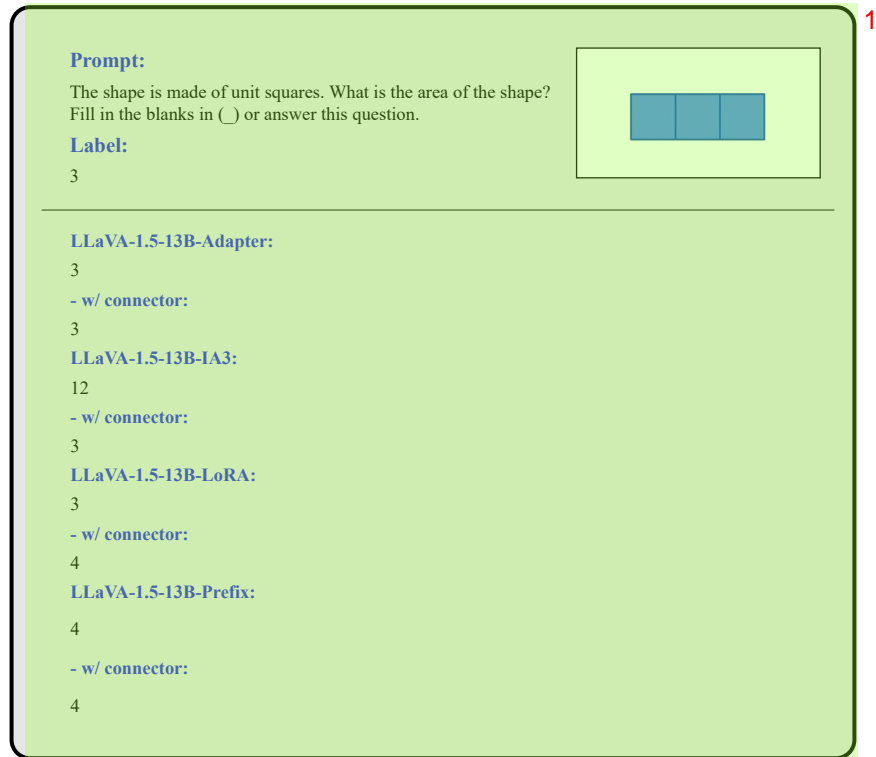 1
Prompt:
The shape is made of unit squares. What is the area of the shape?
Fill in the blanks in (_) or answer this question.
Label:
3
LLaVA-1.5-13B-Adapter:
3
- w/ connector:
3
LLaVA-1.5-13B-IA3:
12
- w/ connector:
3
LLaVA-1.5-13B-LoRA:
3
- w/ connector:
4
LLaVA-1.5-13B-Prefix:
4
- w/ connector:
4